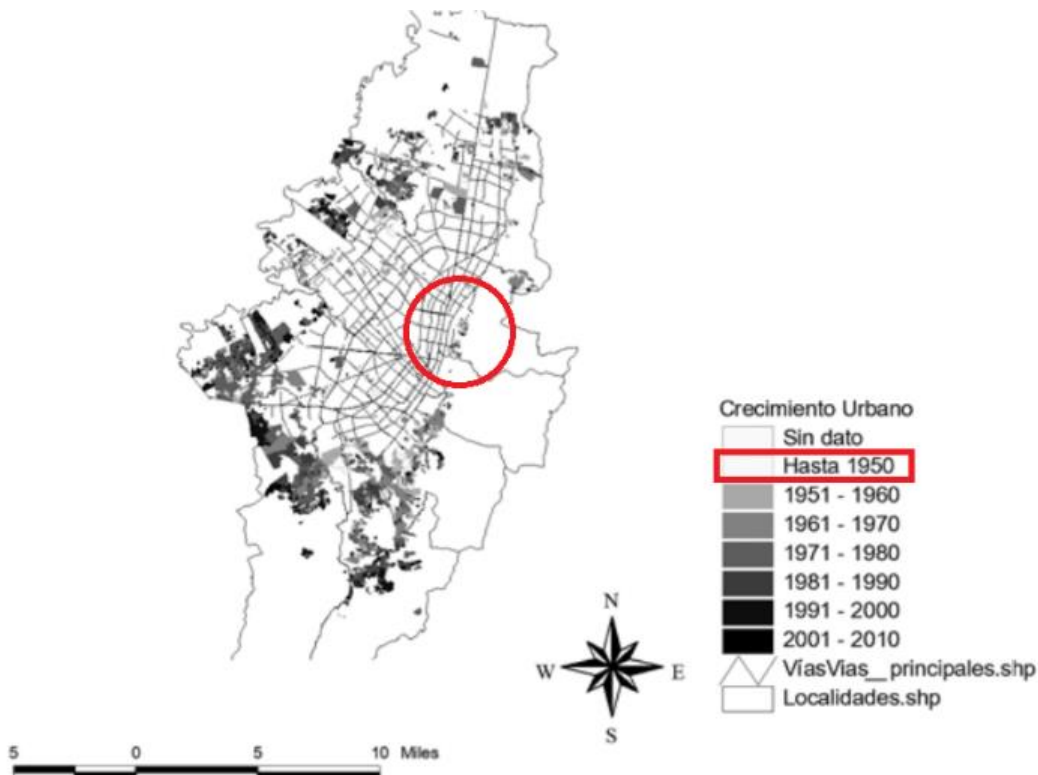 Crecimiento Urbano
Sin dato
Hasta 1950
1951 - 1960
1961 - 1970
1971 - 1980
1981 - 1990
1991 - 2000
2001 - 2010
VíasVias__principales.shp
Localidades.shp
N
W E
S
5 0 5 10 Miles